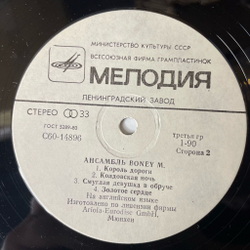 МИНИСТЕРСТВО КУЛЬТУРЫ СССР
ВСЕСОЮЗНАЯ ФИРМА ГРАМПЛАСТИНОК
МЕЛОДИЯ
ЛЕНИНГРАДСКИЙ ЗАВОД
СТЕРЕО 33
ГОСТ 5289-80
С60-14896
третья гр
1-90
Сторона 2
АНСАМБЛЬ BONEY M.
1. Король дороги
2. Колдовская ночь
3. Смуглая девушка в обруче
4. Золотое сердце
На английском языке
Изготовлено по лицензии фирмы
Ariola-Eurodisc GmbH.
Мюнхен